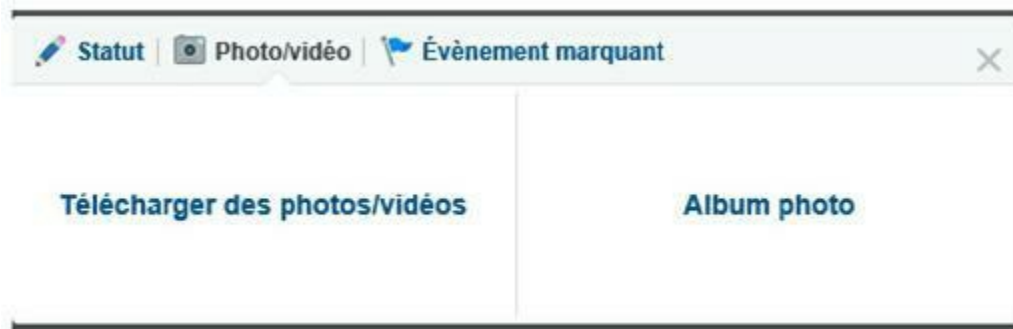 Statut | Photo/vidéo | Évènement marquant
Télécharger des photos/vidéos
Album photo